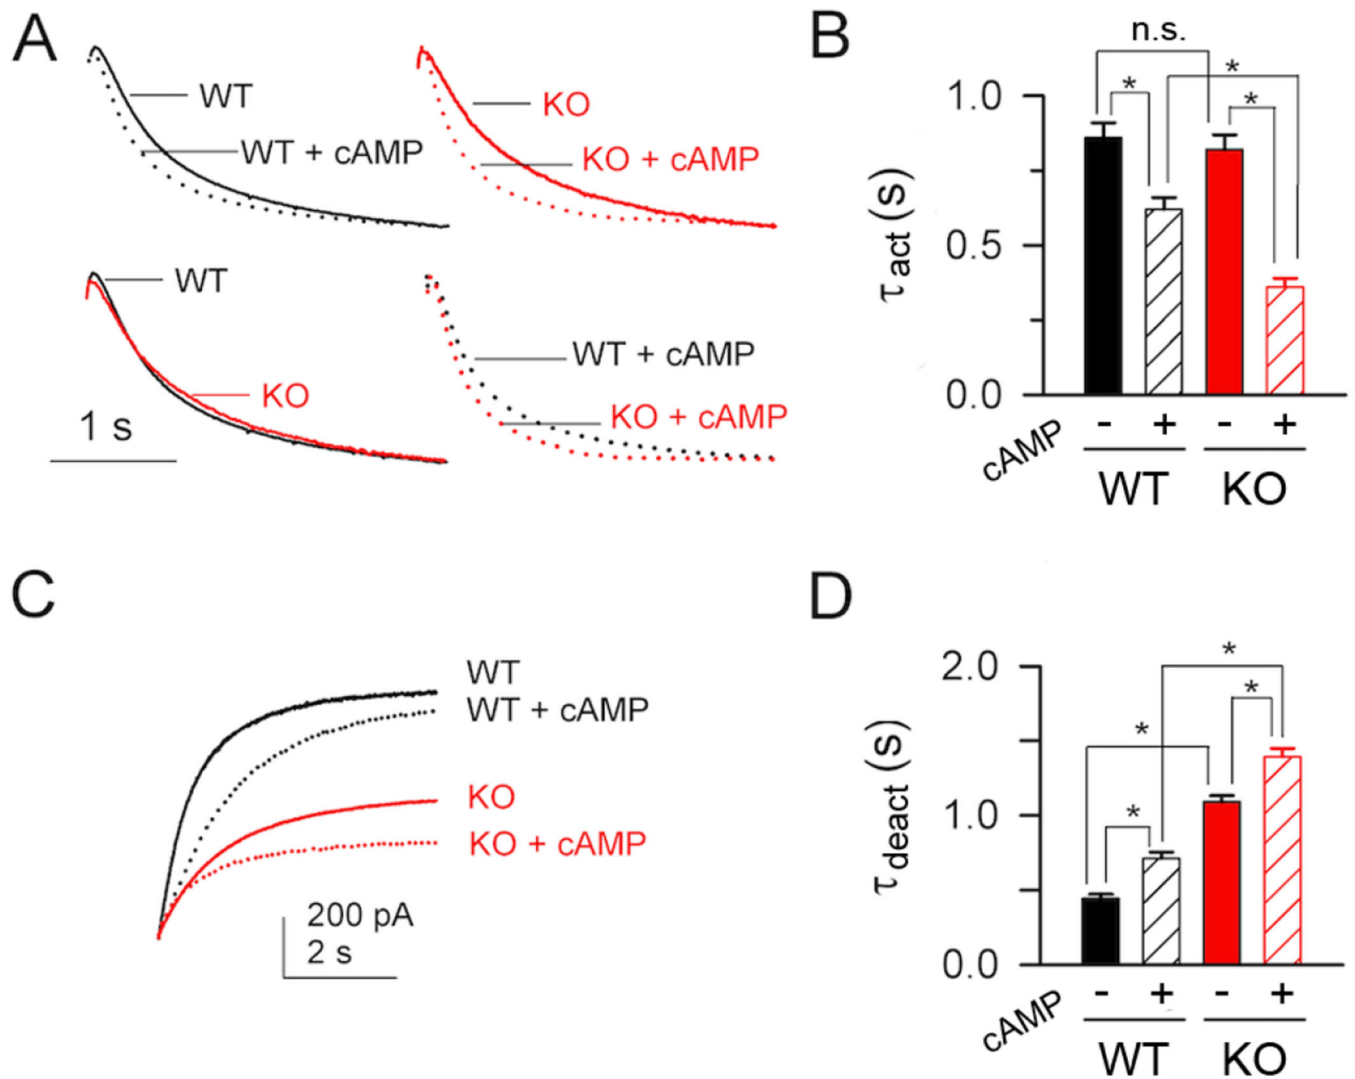 A
WT
WT + cAMP
KO
KO + cAMP
WT
KO
1 s
WT + cAMP
KO + cAMP
B
n.s.
*
*
*
1.0
0.5
0.0
τact (s)
cAMP - + - +
WT KO
C
WT
WT + cAMP
KO
KO + cAMP
200 pA
2 s
D
*
*
*
*
2.0
1.0
0.0
τdeact (s)
cAMP - + - +
WT KO